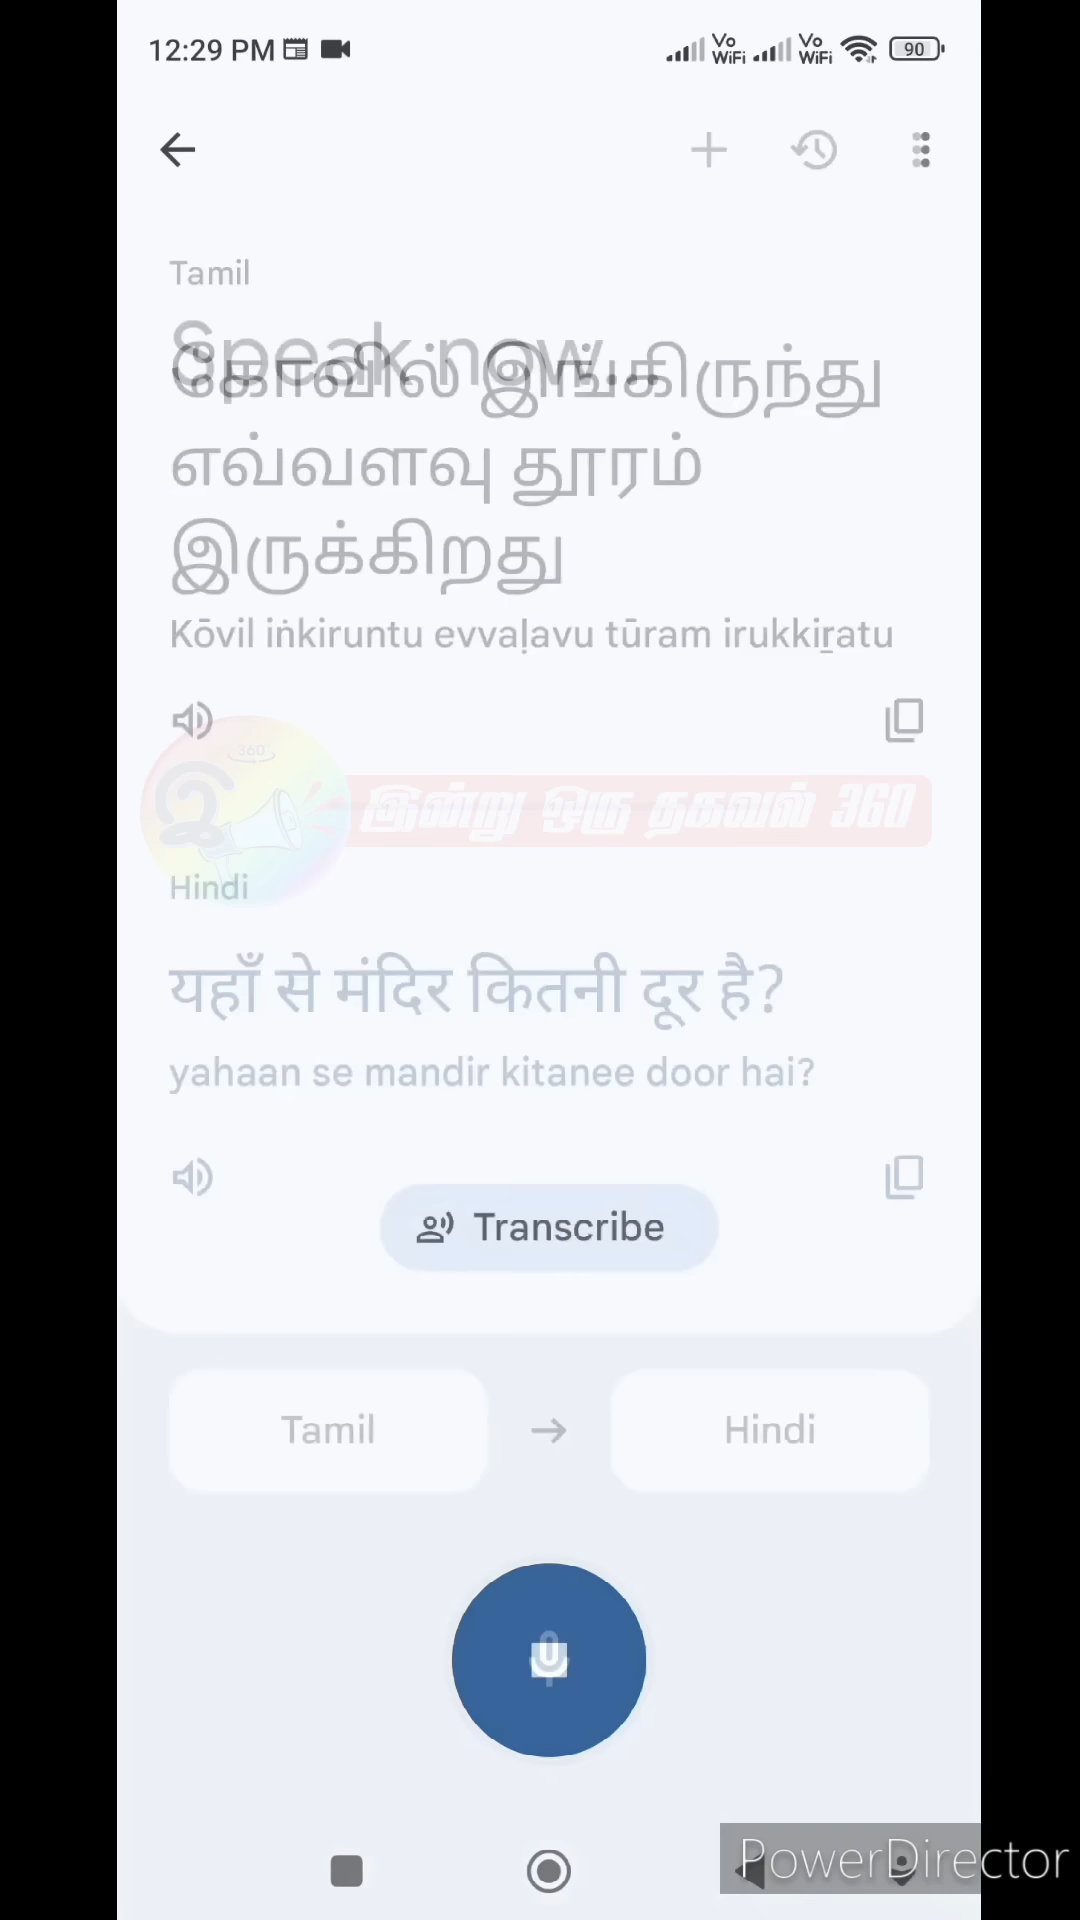 12:29 PM
Vo WiFi Vo WiFi 90
Tamil
Speak now...
கோவில் இங்கிருந்து
எவ்வளவு தூரம்
இருக்கிறது
Kōvil iṅkiruntu evvaḷavu tūram irukkiṟatu
360°
இன்று ஒரு தகவல் 360
Hindi
यहाँ से मंदिर कितनी दूर है?
yahaan se mandir kitanee door hai?
Transcribe
Tamil → Hindi
PowerDirector